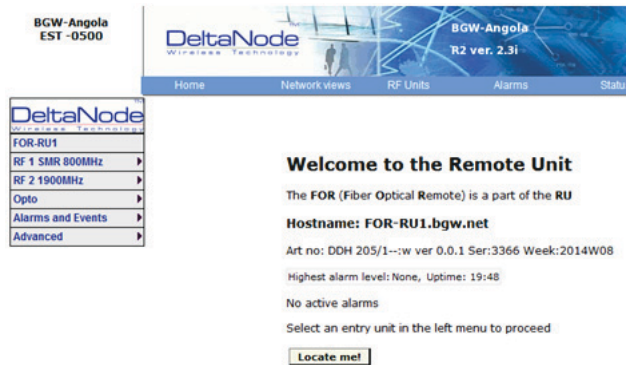 BGW-Angola
EST -0500
DeltaNode
Wireless Technology
BGW-Angola
R2 ver. 2.3i
Home Network views RF Units Alarms Statu
DeltaNode
Wireless Technology
FOR-RU1
RF 1 SMR 800MHz
RF 2 1900MHz
Opto
Alarms and Events
Advanced
Welcome to the Remote Unit
The FOR (Fiber Optical Remote) is a part of the RU
Hostname: FOR-RU1.bgw.net
Art no: DDH 205/1--:w ver 0.0.1 Ser:3366 Week:2014W08
Highest alarm level: None, Uptime: 19:48
No active alarms
Select an entry unit in the left menu to proceed
Locate me!